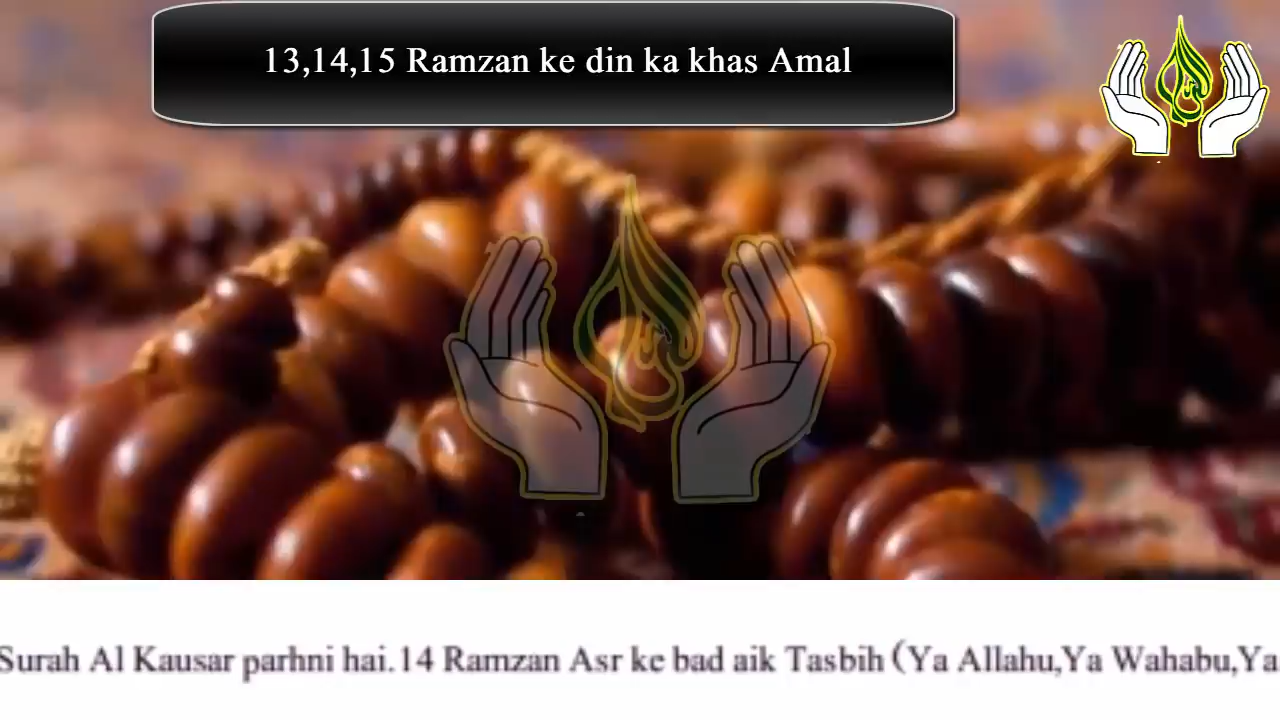 13,14,15 Ramzan ke din ka khas Amal
Surah Al Kausar parhni hai.14 Ramzan Asr ke bad aik Tasbih (Ya Allahu,Ya Wahabu,Ya